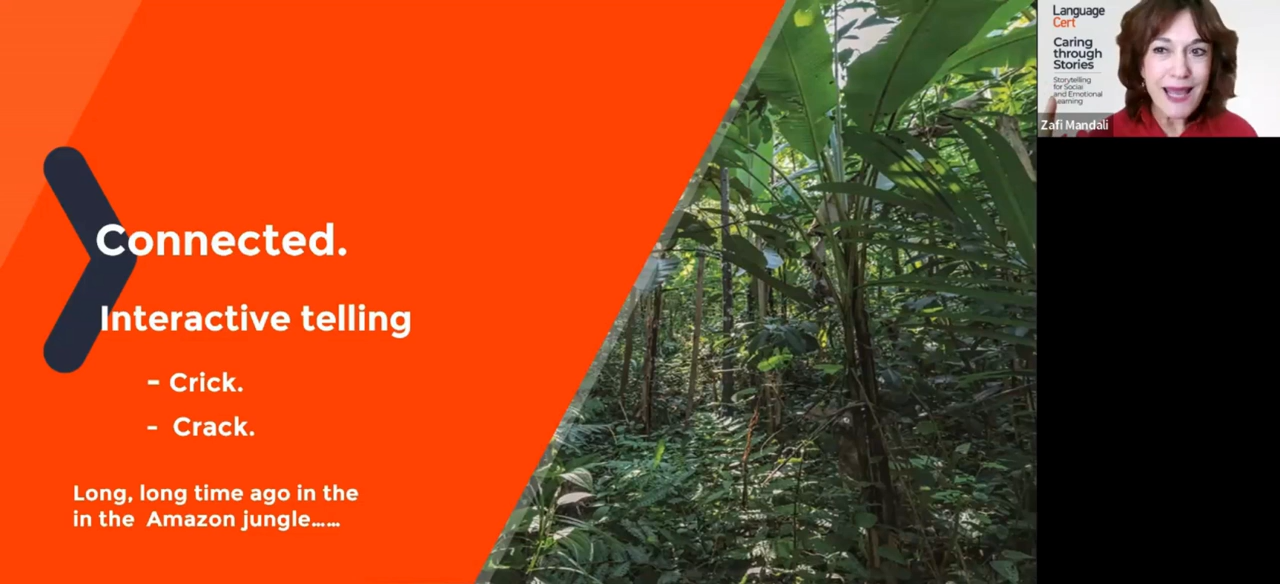 Connected.
Interactive telling
- Crick.
- Crack.
Long, long time ago in the
in the Amazon jungle......
Language
Cert
Caring
through
Stories
Storytelling
for Social
and Emotional
Learning
Zafi Mandali